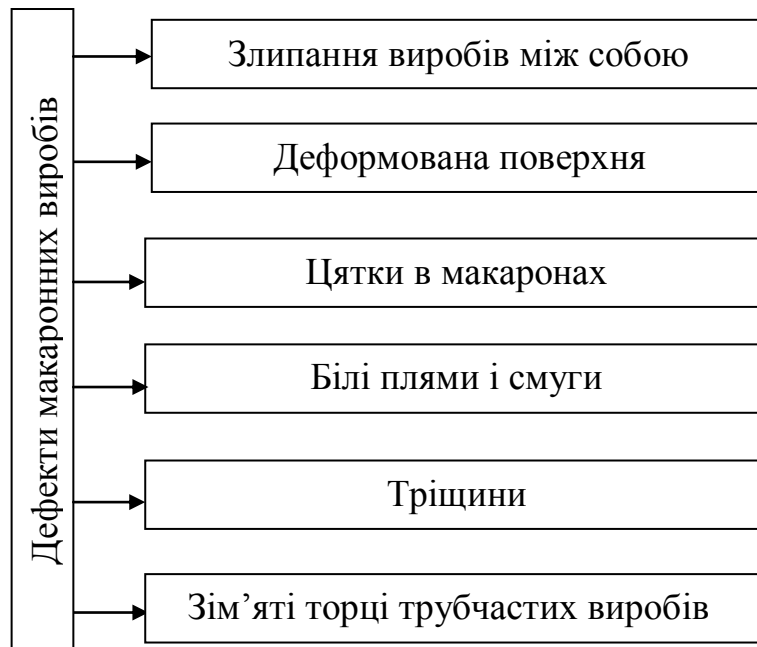 Дефекти макаронних виробів
Злипання виробів між собою
Деформована поверхня
Цятки в макаронах
Білі плями і смуги
Тріщини
Зім’яті торці трубчастих виробів